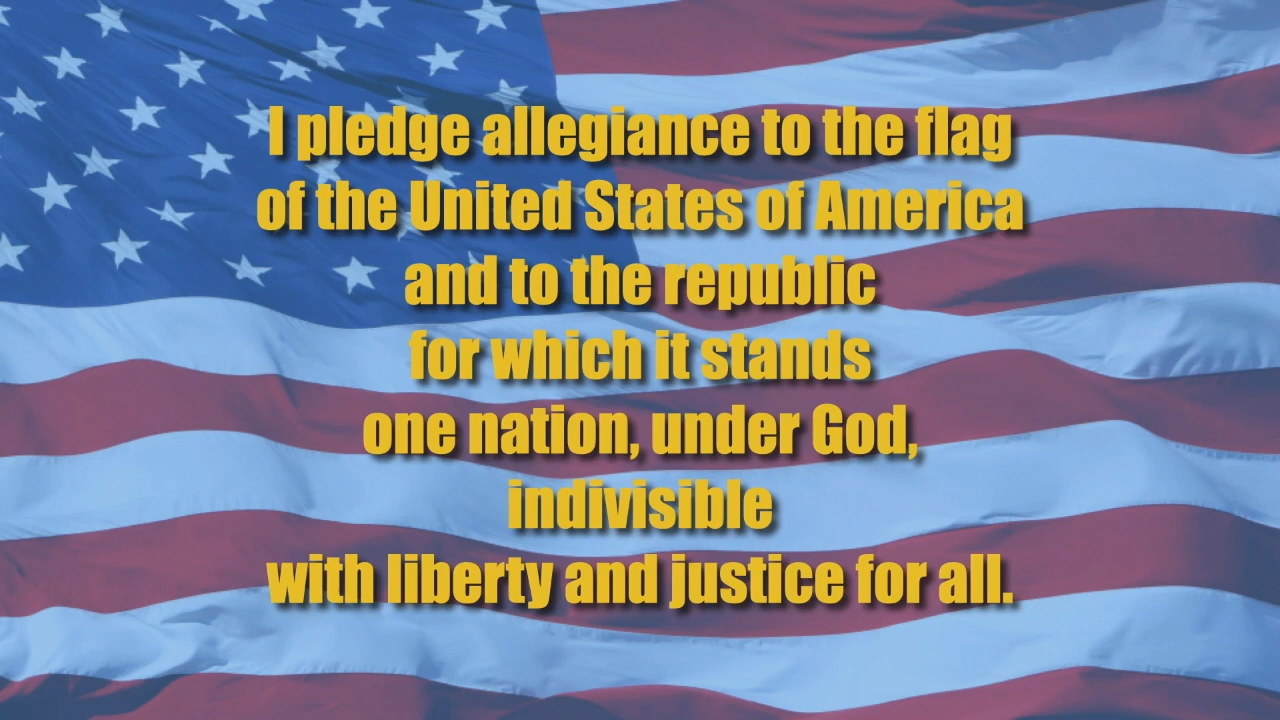 I pledge allegiance to the flag
of the United States of America
and to the republic
for which it stands
one nation, under God,
indivisible
with liberty and justice for all.